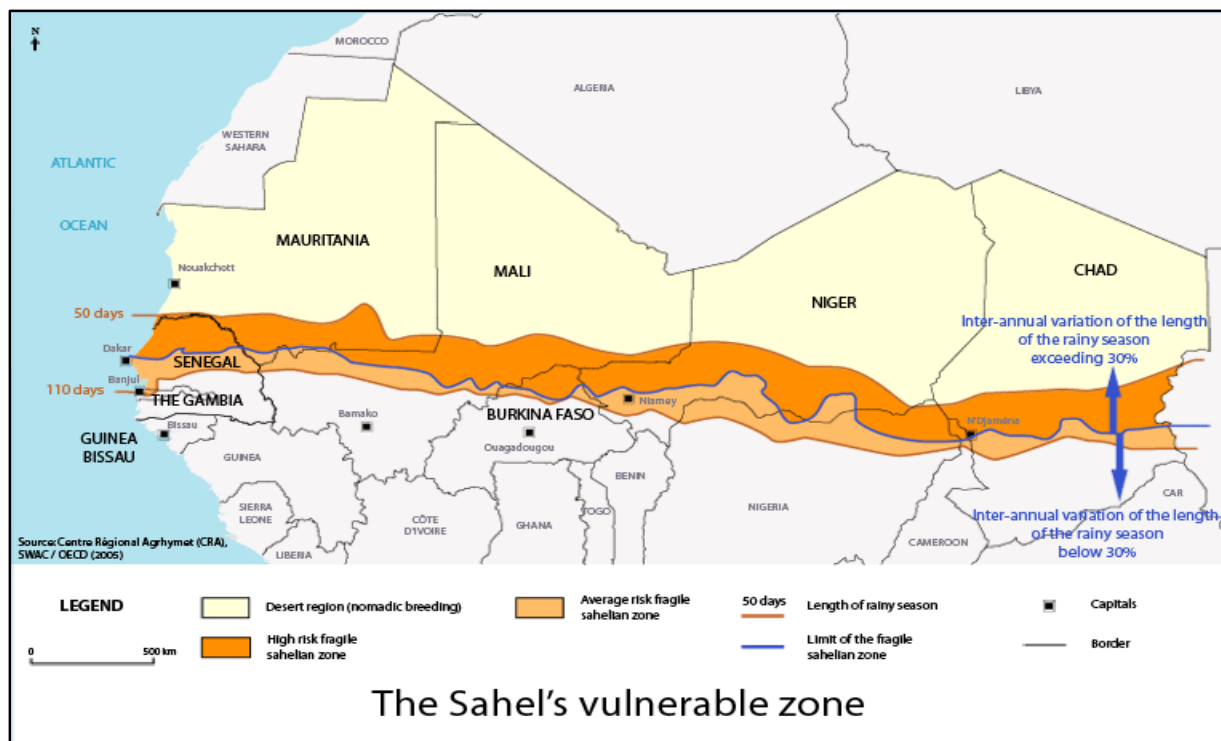 N
MOROCCO
ALGERIA
LIBYA
WESTERN
SAHARA
ATLANTIC
OCEAN
MAURITANIA
MALI
NIGER
CHAD
Nouakchott
50 days
Inter-annual variation of the length
of the rainy season
exceeding 30%
Dakar
SENEGAL
Banjul
110 days
THE GAMBIA
Niamey
BURKINA FASO
Bamako
Bissau
GUINEA
BISSAU
N'Djaména
Ouagadougou
GUINEA
BENIN
SIERRA
LEONE
CÔTE
D'IVOIRE
GHANA
TOGO
NIGERIA
CAR
CAMEROON
LIBERIA
Inter-annual variation of the length
of the rainy season
below 30%
Source: Centre Régional Agrhymet (CRA),
SWAC / OECD (2005)
LEGEND
0 500 km
Desert region (nomadic breeding)
High risk fragile
sahelian zone
Average risk fragile
sahelian zone
50 days Length of rainy season
Limit of the fragile
sahelian zone
Capitals
Border
The Sahel's vulnerable zone